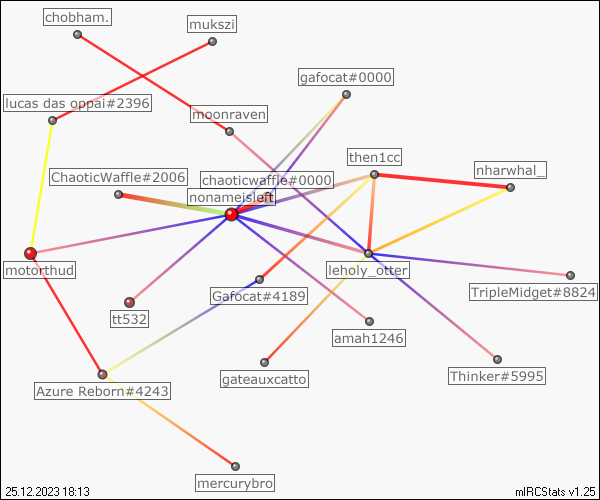 chobham.
mukszi
gafocat#0000
lucas das oppai#2396
moonraven
then1cc
nharwhal_
ChaoticWaffle#2006
chaoticwaffle#0000
nonameisleft
motorthud
leholy_otter
TripleMidget#8824
Gafocat#4189
tt532
amah1246
Thinker#5995
gateauxcatto
Azure Reborn#4243
mercurybro
25.12.2023 18:13
mIRCStats v1.25